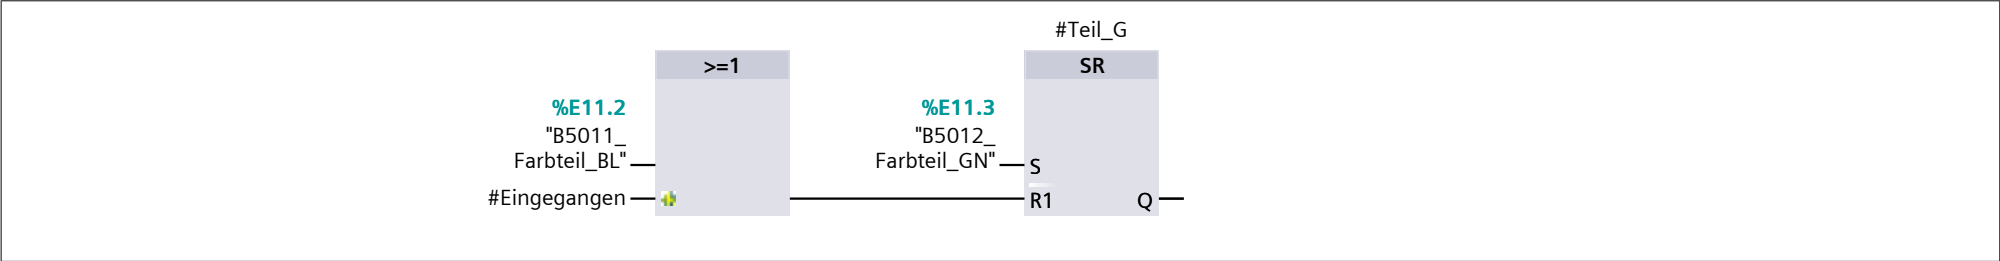 #Teil_G
>=1
SR
%E11.2
"B5011_
Farbteil_BL"
#Eingegangen
%E11.3
"B5012_
Farbteil_GN"
S
R1
Q